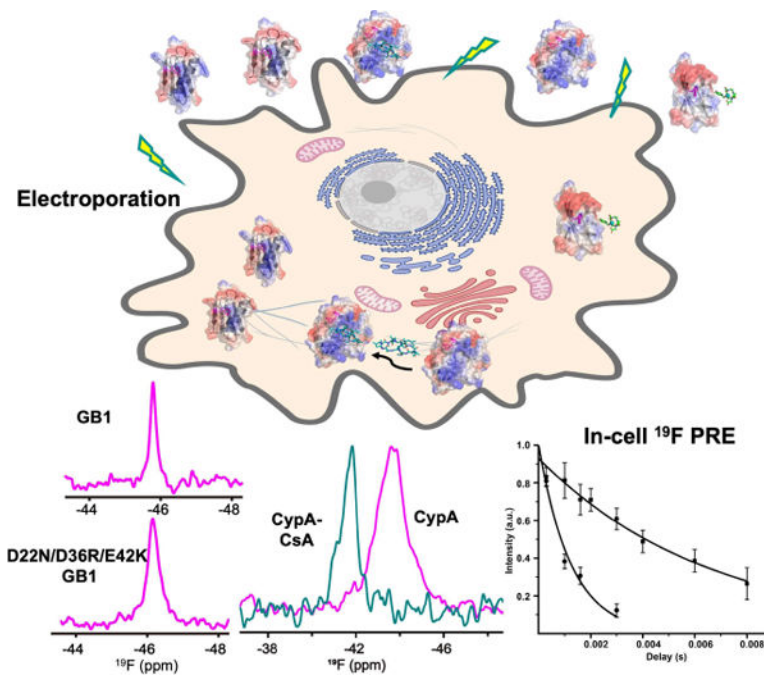 Electroporation
GB1
-44
-46
-48
D22N/D36R/E42K
GB1
-44
-46
-48
¹⁹F (ppm)
CypA-
CsA
CypA
-38
-42
-46
¹⁹F (ppm)
In-cell ¹⁹F PRE
Intensity (a.u.)
1.0
0.8
0.6
0.4
0.2
0.002
0.004
0.006
0.008
Delay (s)